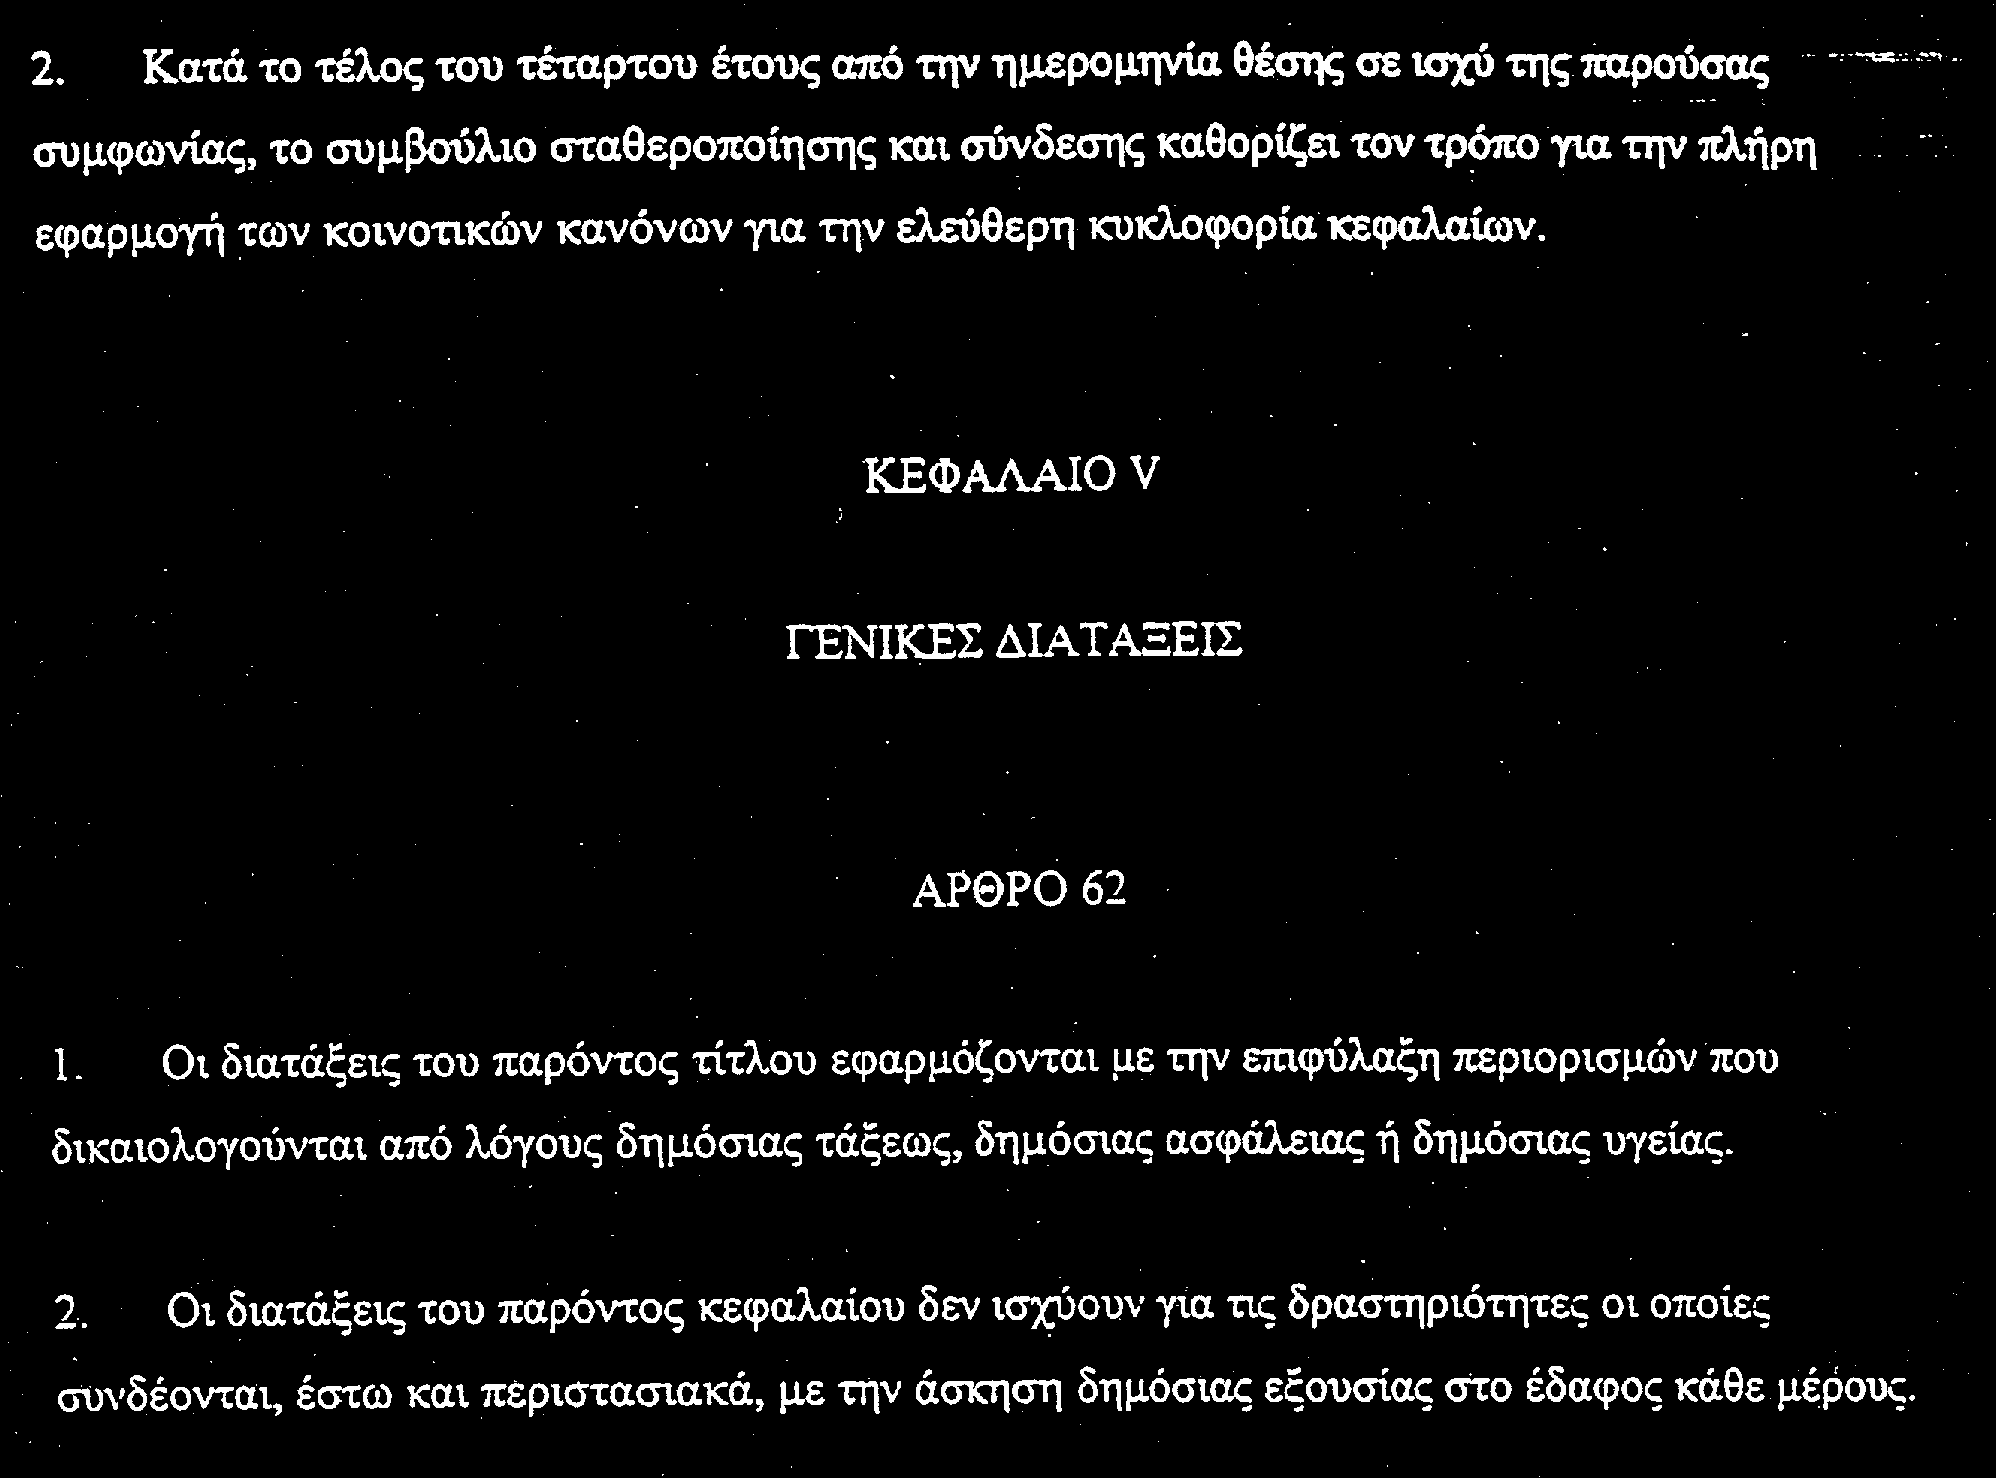 2. Κατά το τέλος του τέταρτου έτους από την ημερομηνία θέσης σε ισχύ της παρούσας
συμφωνίας, το συμβούλιο σταθεροποίησης και σύνδεσης καθορίζει τον τρόπο για την πλήρη
εφαρμογή των κοινοτικών κανόνων για την ελεύθερη κυκλοφορία κεφαλαίων.
ΚΕΦΑΛΑΙΟ V
ΓΕΝΙΚΕΣ ΔΙΑΤΑΞΕΙΣ
ΑΡΘΡΟ 62
1. Οι διατάξεις του παρόντος τίτλου εφαρμόζονται με την επιφύλαξη περιορισμών που
δικαιολογούνται από λόγους δημόσιας τάξεως, δημόσιας ασφάλειας ή δημόσιας υγείας.
2. Οι διατάξεις του παρόντος κεφαλαίου δεν ισχύουν για τις δραστηριότητες οι οποίες
συνδέονται, έστω και περιστασιακά, με την άσκηση δημόσιας εξουσίας στο έδαφος κάθε μέρους.